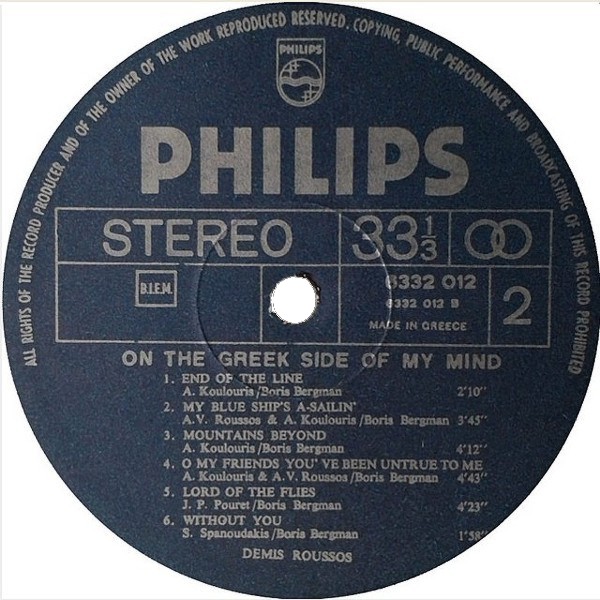 ALL RIGHTS OF THE RECORD PRODUCER AND OF THE OWNER OF THE WORK REPRODUCED RESERVED. COPYING, PUBLIC PERFORMANCE AND BROADCASTING OF THIS RECORD PROHIBITED
PHILIPS
PHILIPS
STEREO 33 1/3
B.I.E.M. 6332 012
6332 012 B
MADE IN GREECE
2
ON THE GREEK SIDE OF MY MIND
1. END OF THE LINE
A. Koulouris/Boris Bergman 2'10"
2. MY BLUE SHIP'S A-SAILIN'
A.V. Roussos & A. Koulouris/Boris Bergman 3'45"
3. MOUNTAINS BEYOND
A. Koulouris/Boris Bergman 4'12"
4. O MY FRIENDS YOU' VE BEEN UNTRUE TO ME
A. Koulouris & A.V. Roussos/Boris Bergman 4'43"
5. LORD OF THE FLIES
J. P. Pouret/Boris Bergman 4'23"
6. WITHOUT YOU
S. Spanoudakis/Boris Bergman 1'58"
DEMIS ROUSSOS